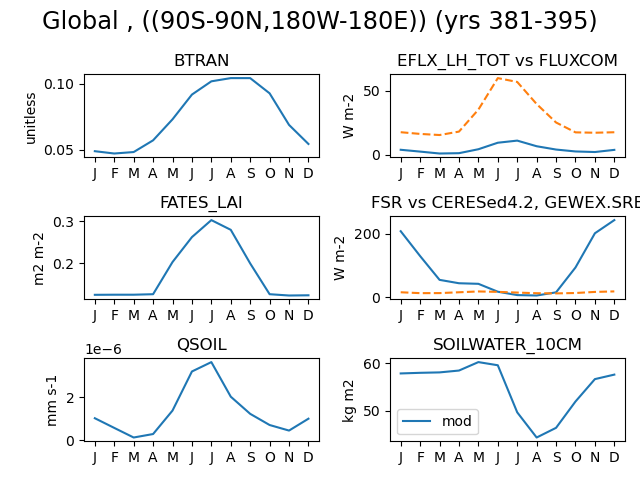 Global , ((90S-90N,180W-180E)) (yrs 381-395)
BTRAN
unitless
0.10
0.05
J F M A M J J A S O N D
EFLX_LH_TOT vs FLUXCOM
W m-2
50
0
J F M A M J J A S O N D
FATES_LAI
m2 m-2
0.3
0.2
J F M A M J J A S O N D
FSR vs CERESed4.2, GEWEX.SRB
W m-2
200
0
J F M A M J J A S O N D
QSOIL
1e−6
mm s-1
2
0
J F M A M J J A S O N D
SOILWATER_10CM
kg m2
60
50
mod
J F M A M J J A S O N D